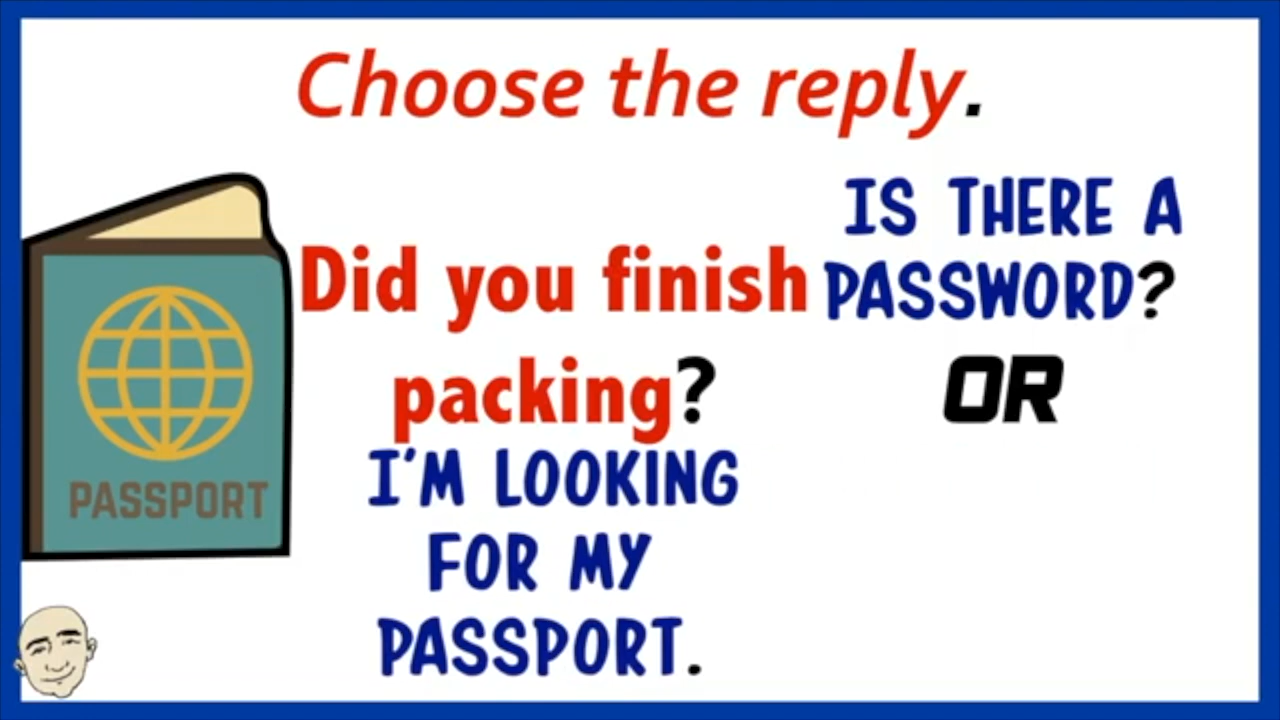 Choose the reply.
Did you finish
packing?
I'M LOOKING
FOR MY
PASSPORT.
IS THERE A
PASSWORD?
OR
PASSPORT